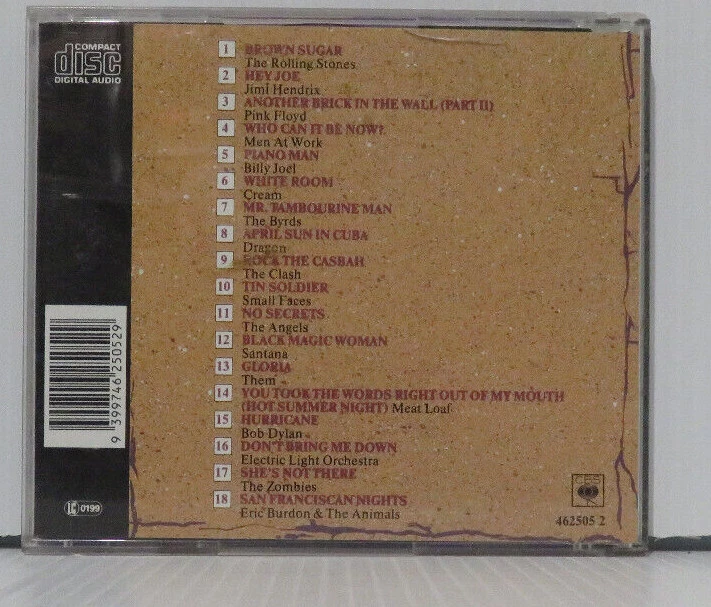 COMPACT
disc
DIGITAL AUDIO
1 BROWN SUGAR
The Rolling Stones
2 HEY JOE
Jimi Hendrix
3 ANOTHER BRICK IN THE WALL (PART II)
Pink Floyd
4 WHO CAN IT BE NOW?
Men At Work
5 PIANO MAN
Billy Joel
6 WHITE ROOM
Cream
7 MR. TAMBOURINE MAN
The Byrds
8 APRIL SUN IN CUBA
Dragon
9 ROCK THE CASBAH
The Clash
10 TIN SOLDIER
Small Faces
11 NO SECRETS
The Angels
12 BLACK MAGIC WOMAN
Santana
13 GLORIA
Them
14 YOU TOOK THE WORDS RIGHT OUT OF MY MOUTH
(HOT SUMMER NIGHT) Meat Loaf
15 HURRICANE
Bob Dylan
16 DON'T BRING ME DOWN
Electric Light Orchestra
17 SHE'S NOT THERE
The Zombies
18 SAN FRANCISCAN NIGHTS
Eric Burdon & The Animals
9 399746 250529
LC 0199
CBS
462505 2